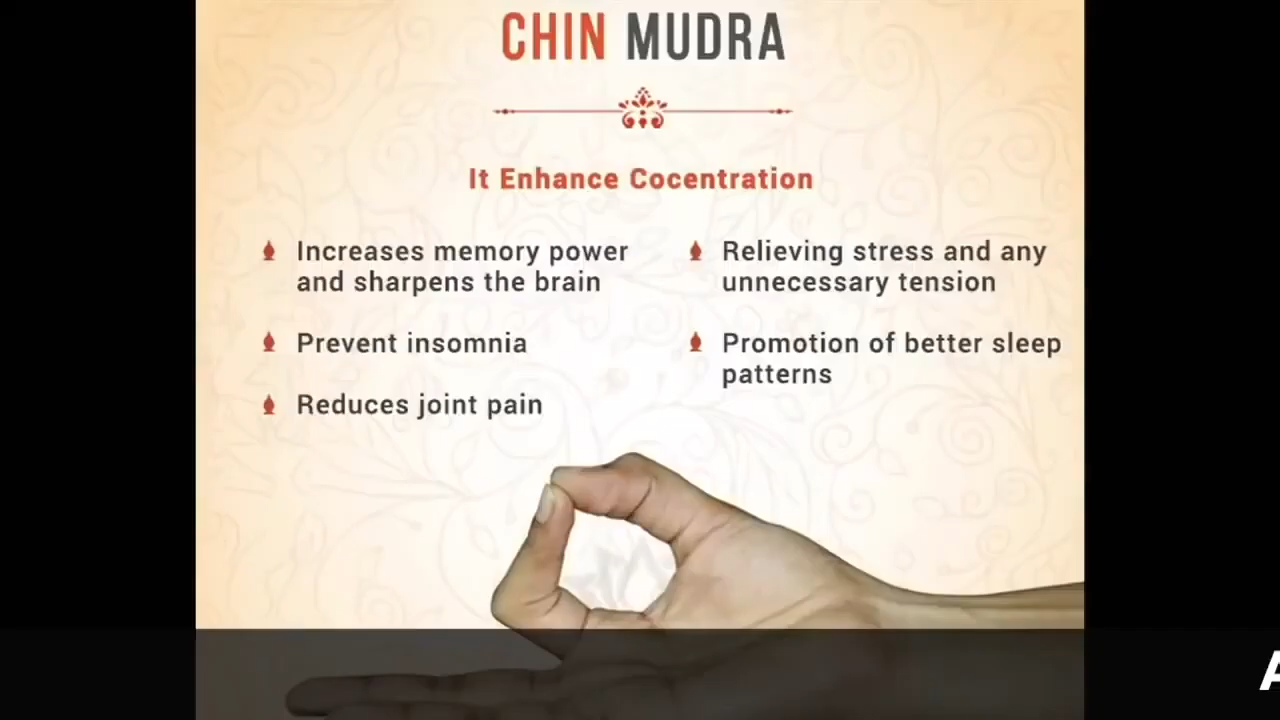 CHIN MUDRA
It Enhance Cocentration
Increases memory power
and sharpens the brain
Prevent insomnia
Reduces joint pain
Relieving stress and any
unnecessary tension
Promotion of better sleep
patterns
A